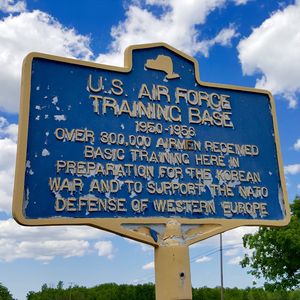 U.S. AIR FORCE
TRAINING BASE
1950-1956
OVER 300,000 AIRMEN RECEIVED
BASIC TRAINING HERE IN
PREPARATION FOR THE KOREAN
WAR AND TO SUPPORT THE NATO
DEFENSE OF WESTERN EUROPE